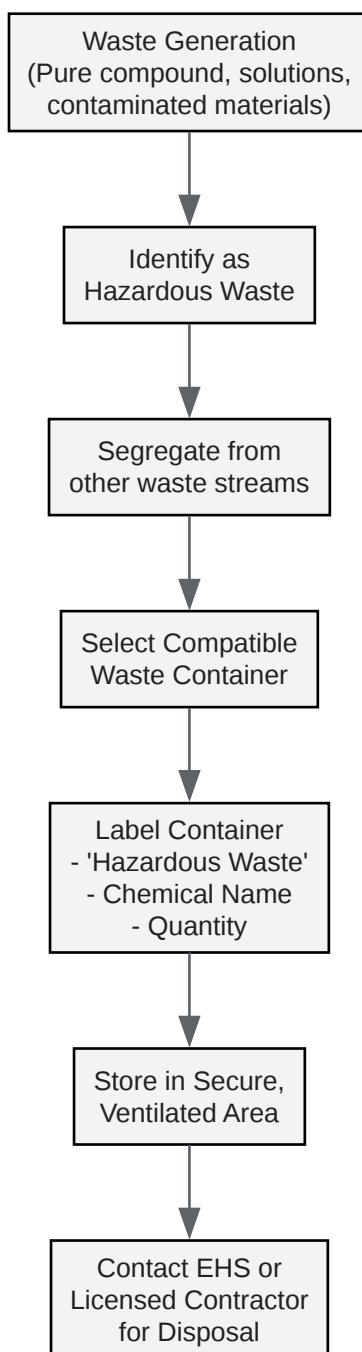 Waste Generation
(Pure compound, solutions,
contaminated materials)
Identify as
Hazardous Waste
Segregate from
other waste streams
Select Compatible
Waste Container
Label Container
- 'Hazardous Waste'
- Chemical Name
- Quantity
Store in Secure,
Ventilated Area
Contact EHS or
Licensed Contractor
for Disposal